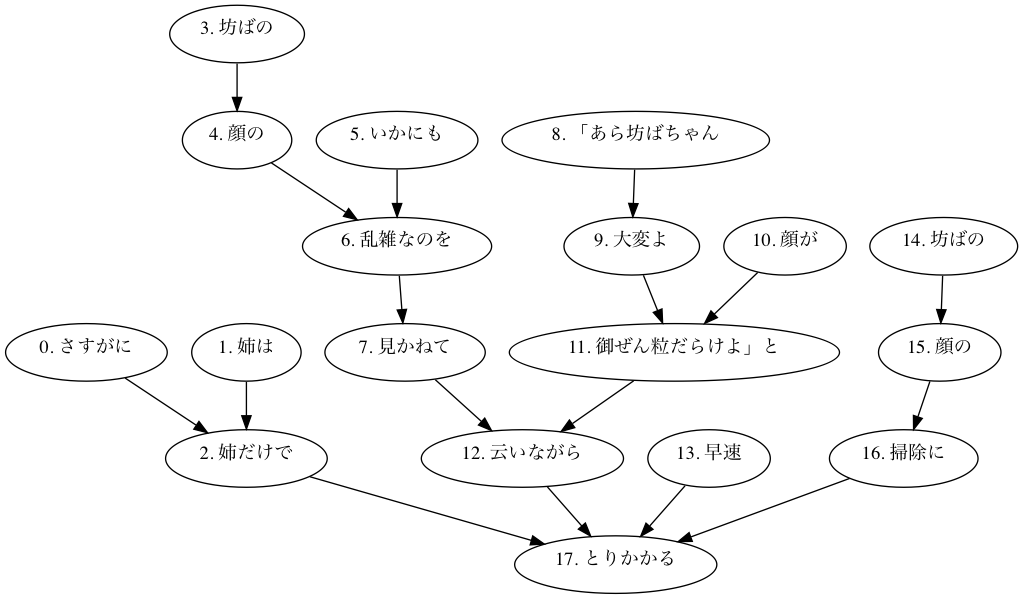 3. 坊ばの
4. 顔の
5. いかにも
8. 「あら坊ばちゃん
6. 乱雑なのを
9. 大変よ
10. 顔が
14. 坊ばの
0. さすがに
1. 姉は
7. 見かねて
11. 御ぜん粒だらけよ」と
15. 顔の
2. 姉だけで
12. 云いながら
13. 早速
16. 掃除に
17. とりかかる